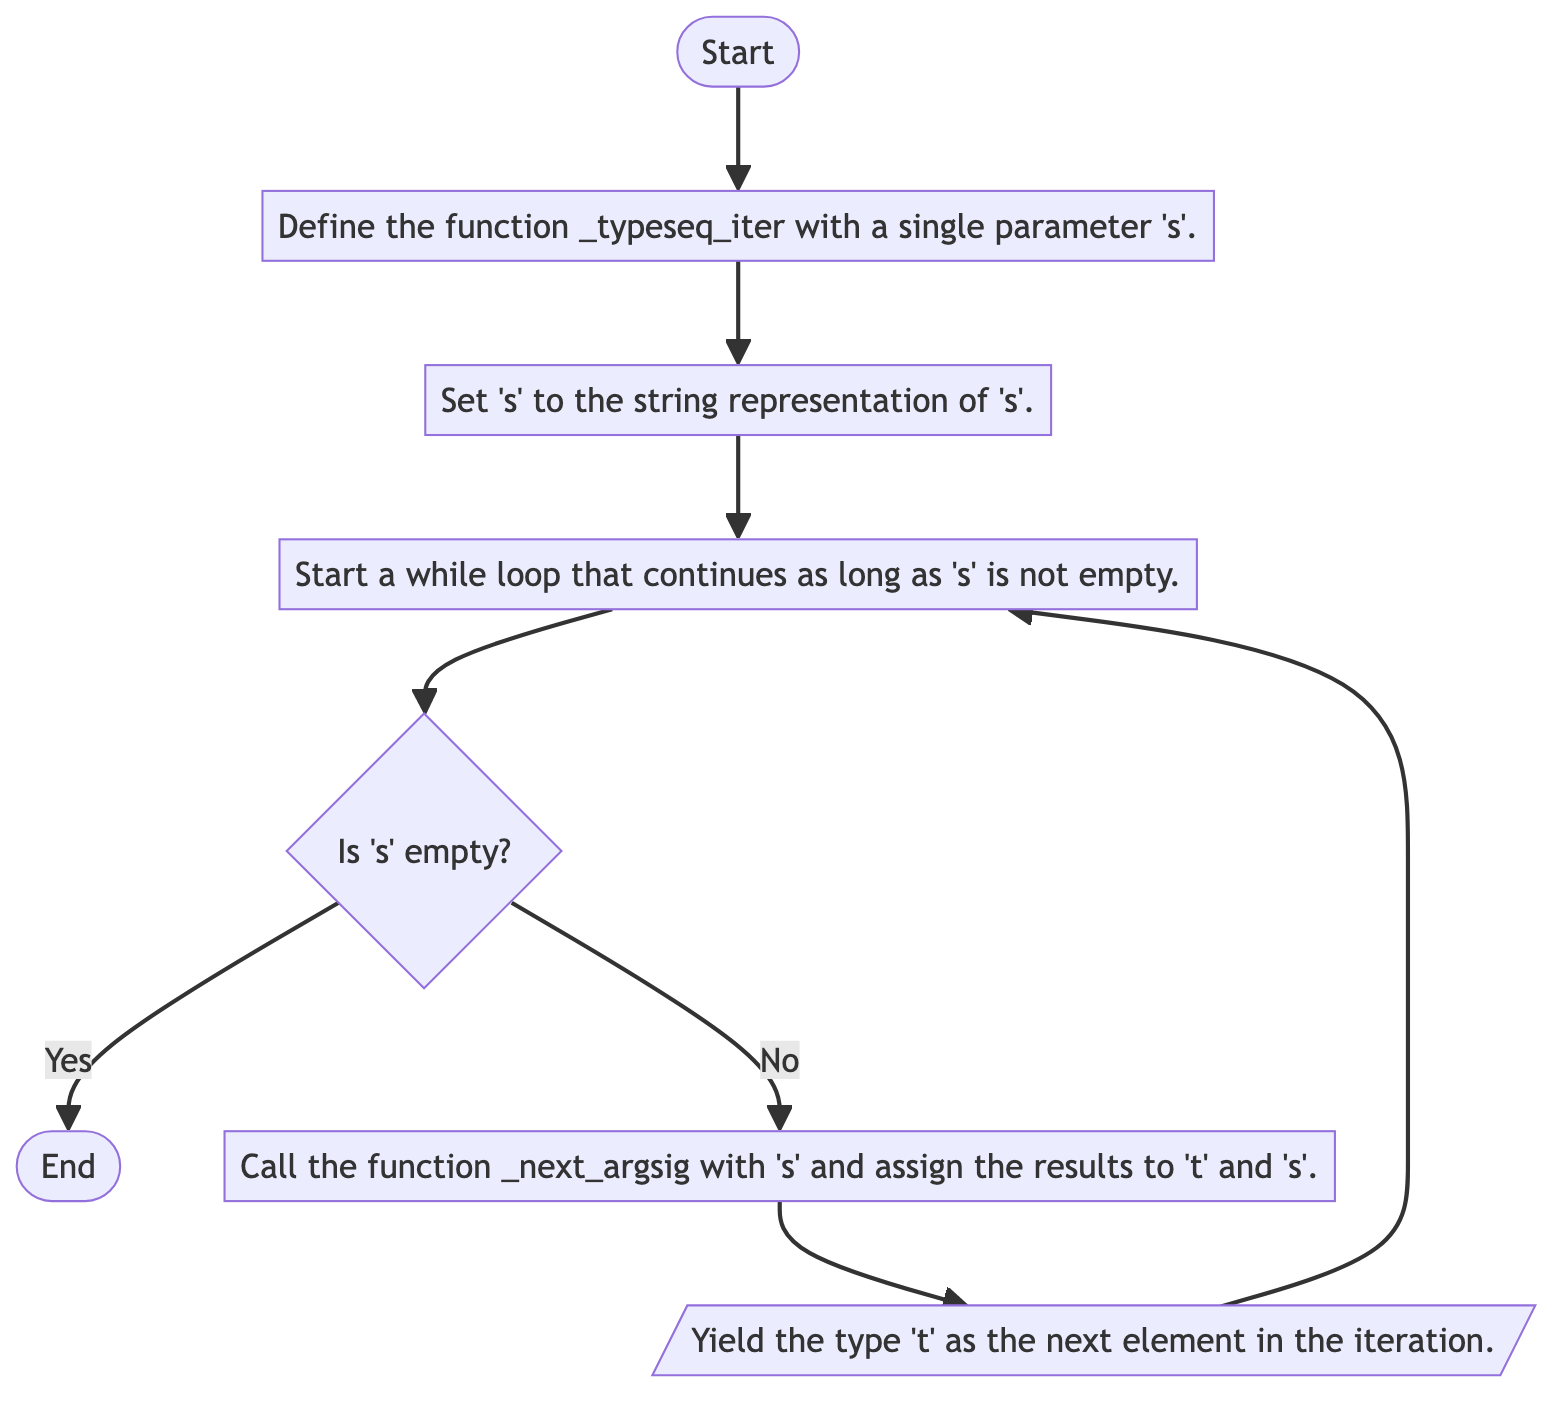 Start
Define the function _typeseq_iter with a single parameter 's'.
Set 's' to the string representation of 's'.
Start a while loop that continues as long as 's' is not empty.
Is 's' empty?
Yes
No
End
Call the function _next_argsig with 's' and assign the results to 't' and 's'.
Yield the type 't' as the next element in the iteration.